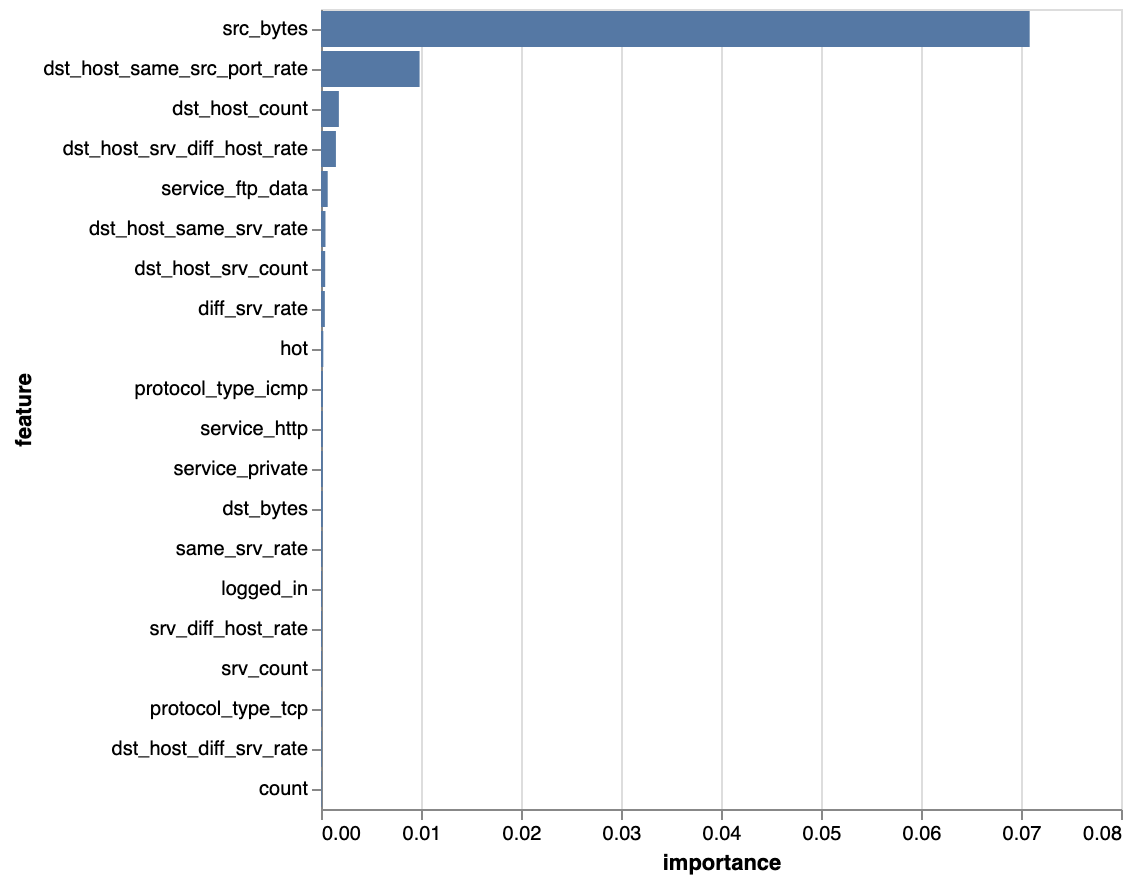 src_bytes
dst_host_same_src_port_rate
dst_host_count
dst_host_srv_diff_host_rate
service_ftp_data
dst_host_same_srv_rate
dst_host_srv_count
diff_srv_rate
hot
protocol_type_icmp
service_http
service_private
dst_bytes
same_srv_rate
logged_in
srv_diff_host_rate
srv_count
protocol_type_tcp
dst_host_diff_srv_rate
count
feature
0.00 0.01 0.02 0.03 0.04 0.05 0.06 0.07 0.08
importance